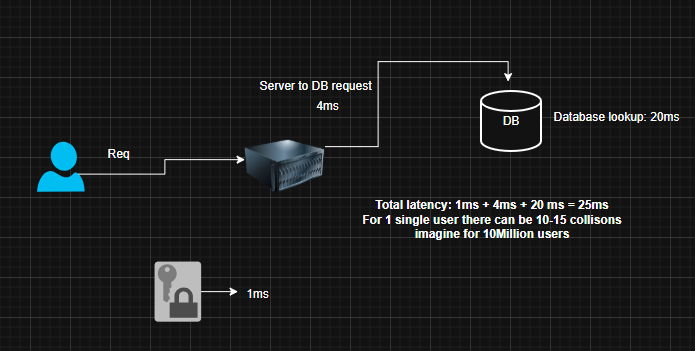 Server to DB request
4ms
DB
Database lookup: 20ms
Req
Total latency: 1ms + 4ms + 20 ms = 25ms
For 1 single user there can be 10-15 collisons
imagine for 10Million users
1ms